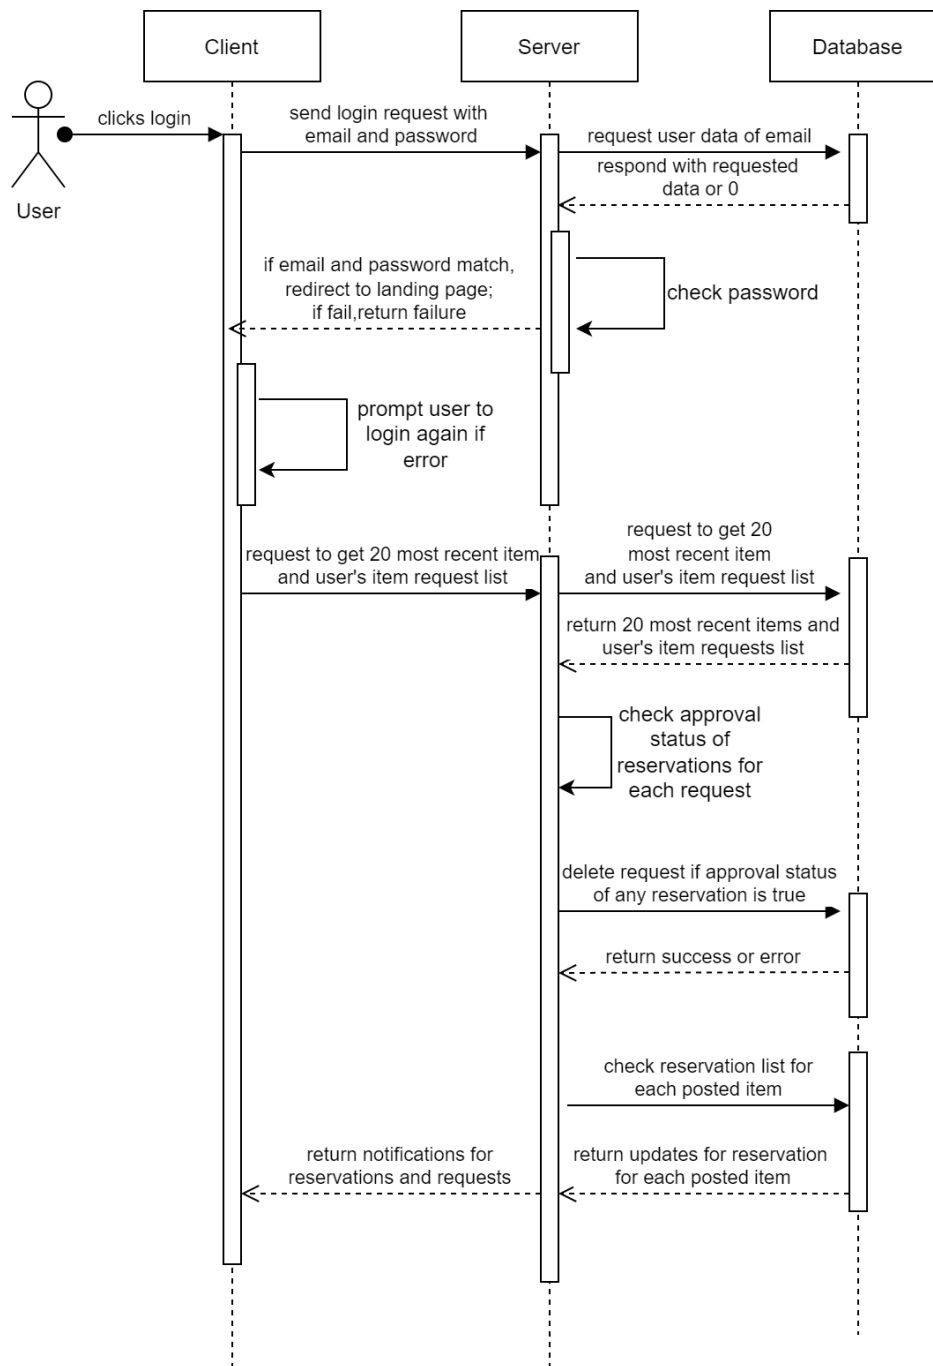 Client
Server
Database
clicks login
User
send login request with
email and password
request user data of email
respond with requested
data or 0
if email and password match,
redirect to landing page;
if fail,return failure
check password
prompt user to
login again if
error
request to get 20 most recent item
and user's item request list
request to get 20
most recent item
and user's item request list
return 20 most recent items and
user's item requests list
check approval
status of
reservations for
each request
delete request if approval status
of any reservation is true
return success or error
check reservation list for
each posted item
return notifications for
reservations and requests
return updates for reservation
for each posted item